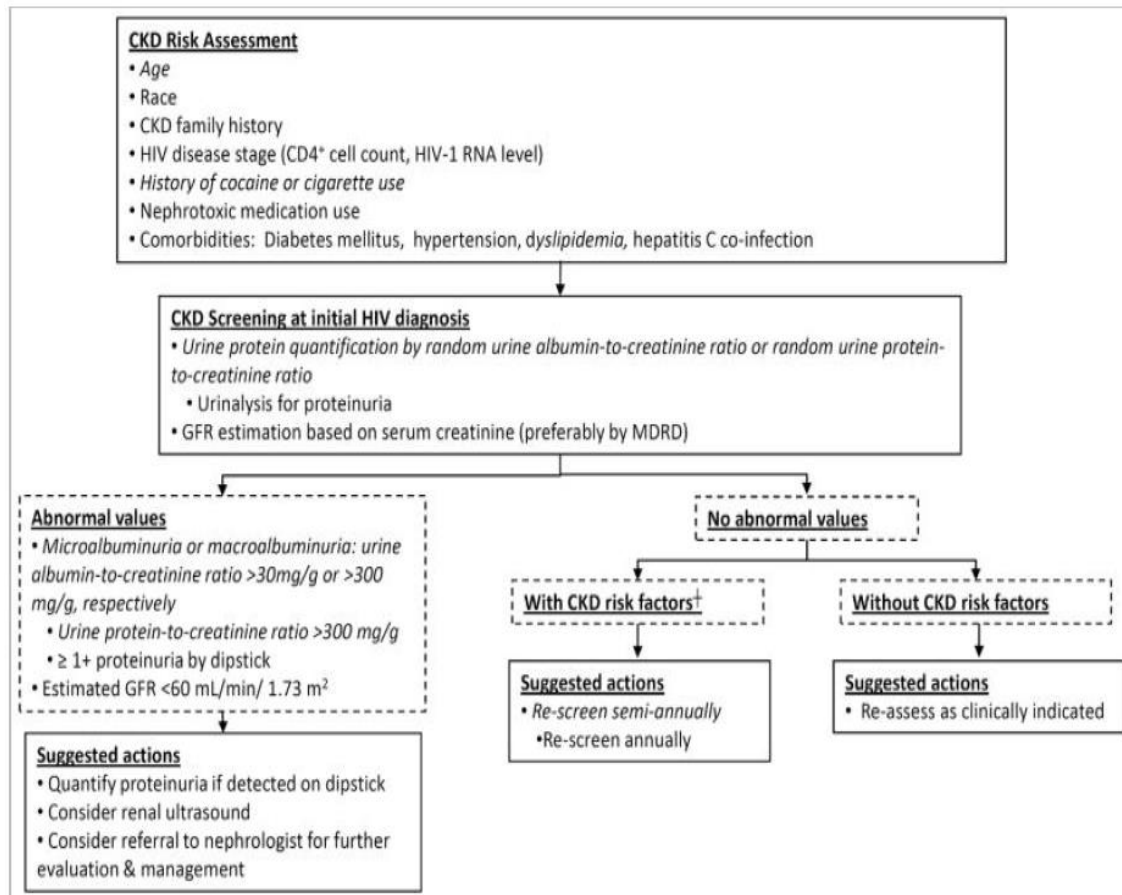 CKD Risk Assessment
• Age
• Race
• CKD family history
• HIV disease stage (CD4⁺ cell count, HIV-1 RNA level)
• History of cocaine or cigarette use
• Nephrotoxic medication use
• Comorbidities: Diabetes mellitus, hypertension, dyslipidemia, hepatitis C co-infection
CKD Screening at initial HIV diagnosis
• Urine protein quantification by random urine albumin-to-creatinine ratio or random urine protein-
to-creatinine ratio
• Urinalysis for proteinuria
• GFR estimation based on serum creatinine (preferably by MDRD)
Abnormal values
• Microalbuminuria or macroalbuminuria: urine
albumin-to-creatinine ratio >30mg/g or >300
mg/g, respectively
• Urine protein-to-creatinine ratio >300 mg/g
• ≥ 1+ proteinuria by dipstick
• Estimated GFR <60 mL/min/ 1.73 m²
Suggested actions
• Quantify proteinuria if detected on dipstick
• Consider renal ultrasound
• Consider referral to nephrologist for further
evaluation & management
No abnormal values
With CKD risk factors†
Suggested actions
• Re-screen semi-annually
•Re-screen annually
Without CKD risk factors
Suggested actions
• Re-assess as clinically indicated